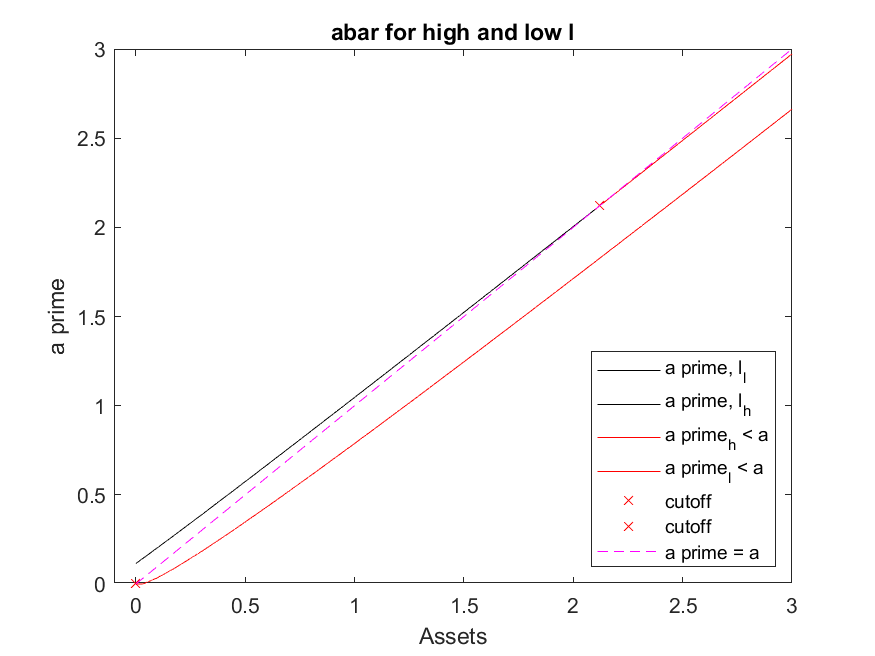 abar for high and low l
3
2.5
2
1.5
1
0.5
0
a prime
a prime, l_l
a prime, l_h
a prime_h < a
a prime_l < a
cutoff
cutoff
a prime = a
0 0.5 1 1.5 2 2.5 3
Assets